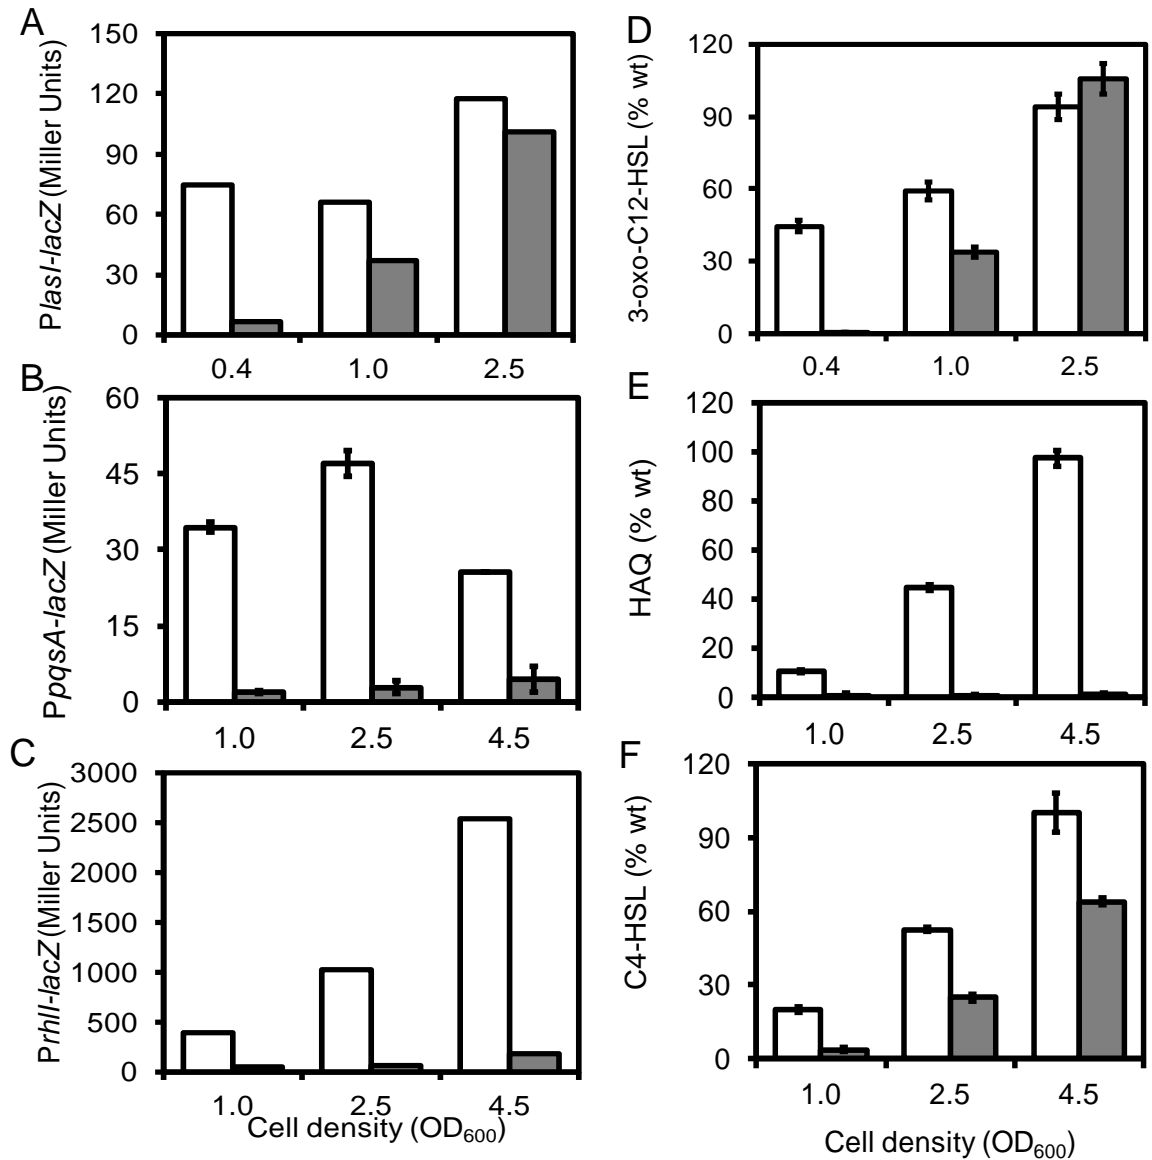 A
PlasI-lacZ (Miller Units)
150
120
90
60
30
0
0.4 1.0 2.5
B
PpqsA-lacZ (Miller Units)
60
45
30
15
0
1.0 2.5 4.5
C
PrhlI-lacZ (Miller Units)
3000
2500
2000
1500
1000
500
0
1.0 2.5 4.5
Cell density (OD600)
D
3-oxo-C12-HSL (% wt)
120
90
60
30
0
0.4 1.0 2.5
E
HAQ (% wt)
120
100
80
60
40
20
0
1.0 2.5 4.5
F
C4-HSL (% wt)
120
90
60
30
0
1.0 2.5 4.5
Cell density (OD600)